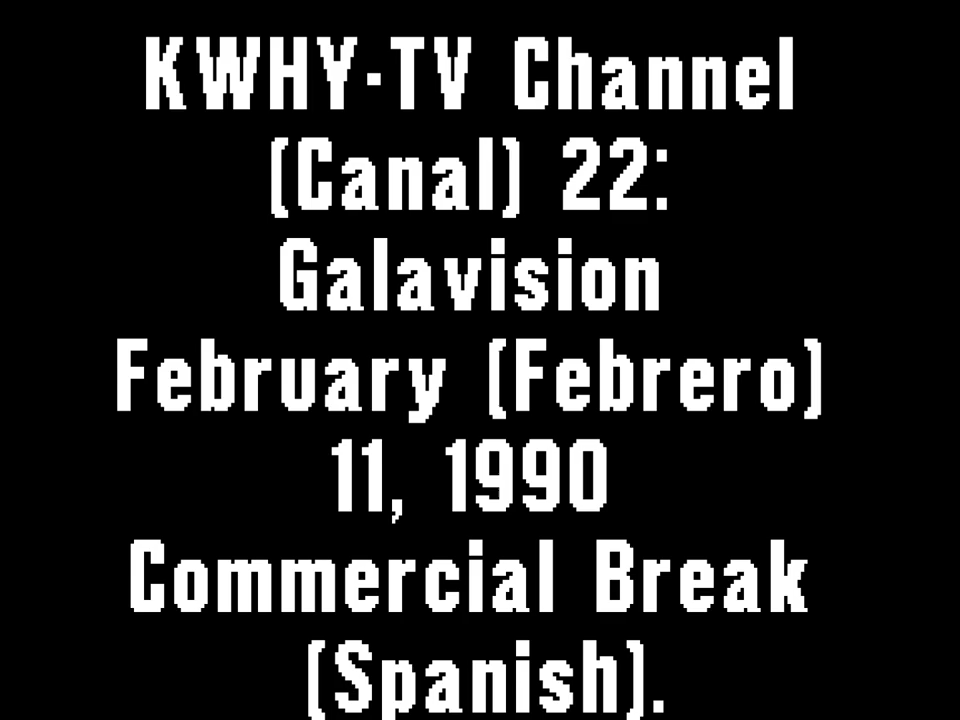 KWHY-TV Channel
(Canal) 22:
Galavision
February (Febrero)
11, 1990
Commercial Break
(Spanish).